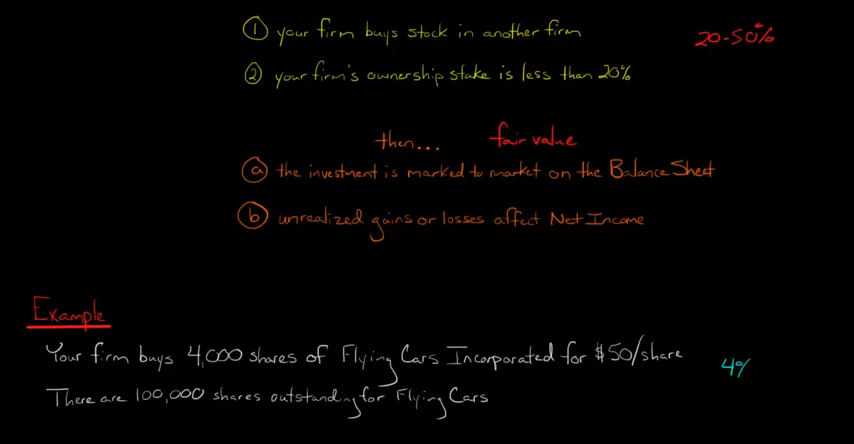 ① your firm buys stock in another firm
20-50%
② your firm's ownership stake is less than 20%
then... fair value
ⓐ the investment is marked to market on the Balance Sheet
ⓑ unrealized gains or losses affect Net Income
Example
Your firm buys 4,000 shares of Flying Cars Incorporated for $50/share
4%
There are 100,000 shares outstanding for Flying Cars